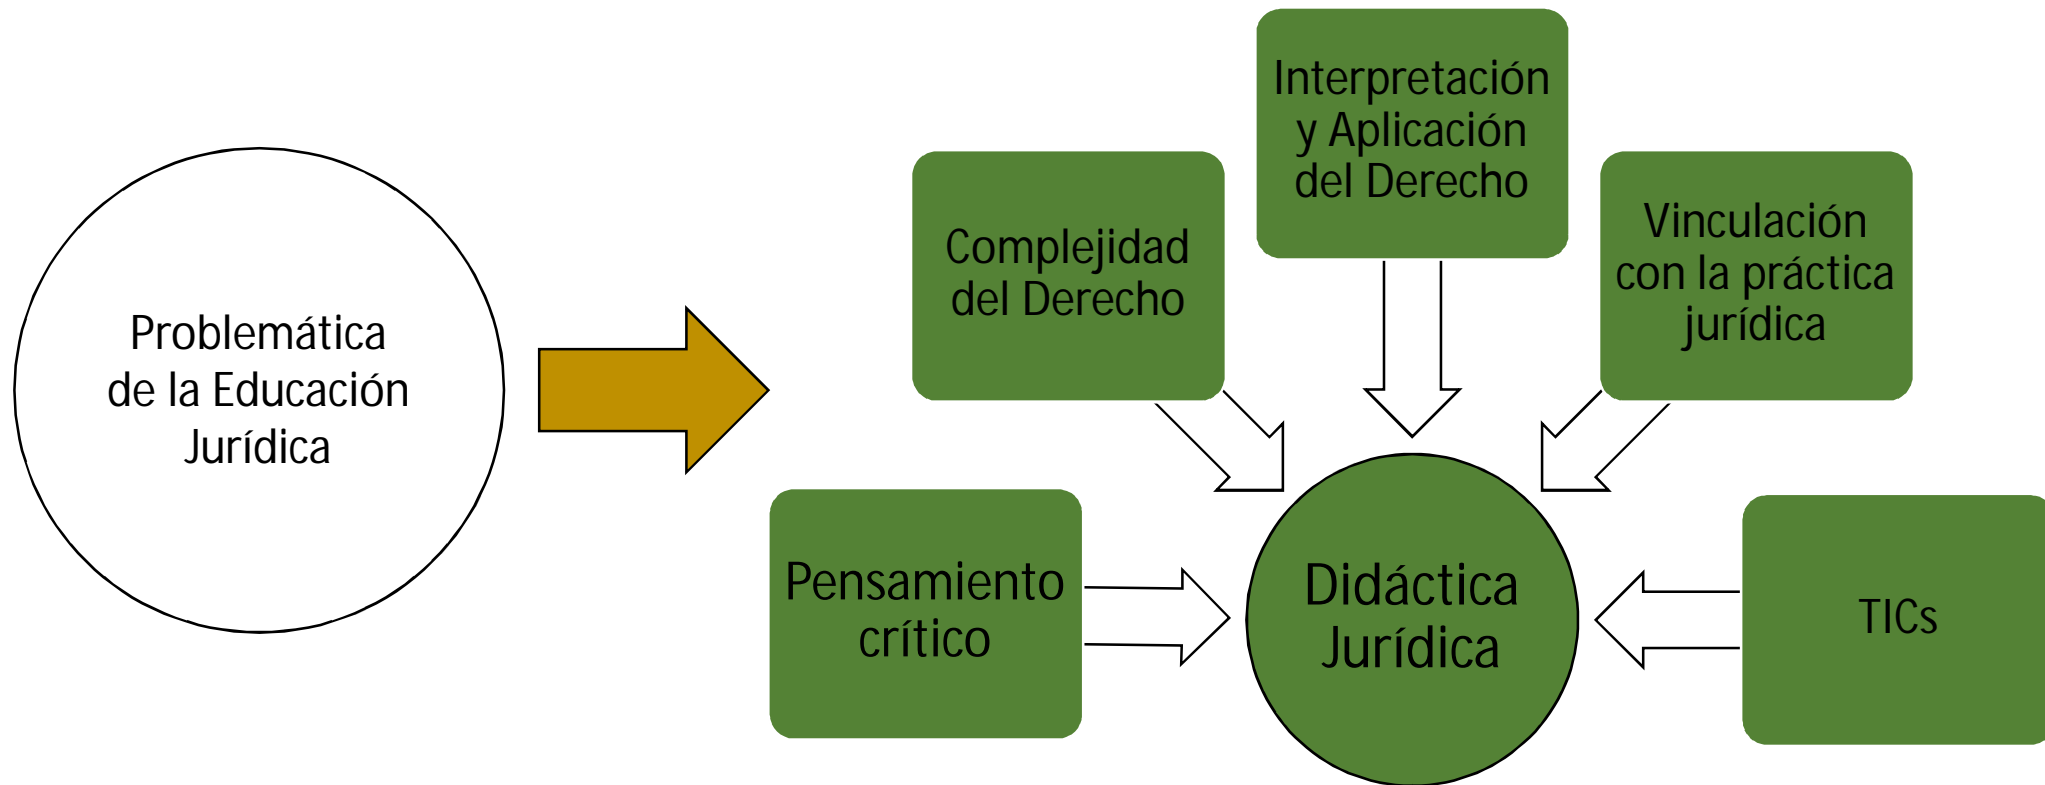 Problemática
de la Educación
Jurídica
Pensamiento
crítico
Complejidad
del Derecho
Interpretación
y Aplicación
del Derecho
Vinculación
con la práctica
jurídica
TICs
Didáctica
Jurídica